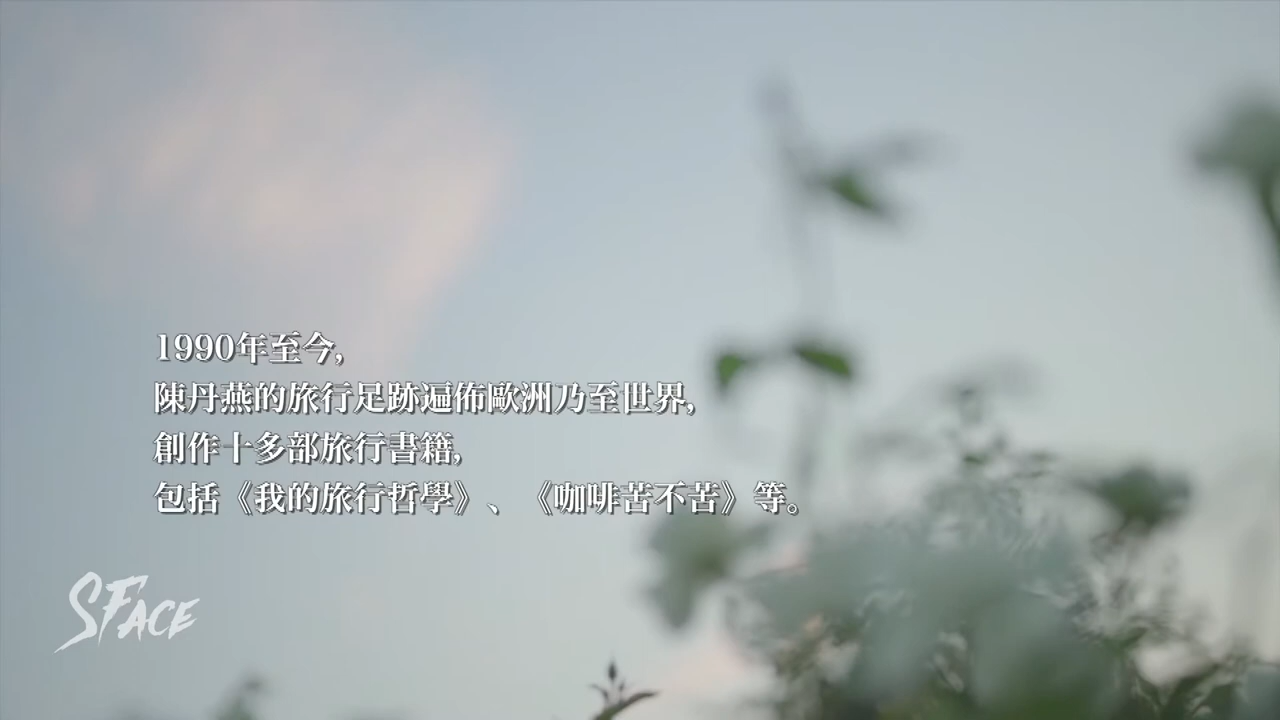 1990年至今,
陳丹燕的旅行足跡遍佈歐洲乃至世界,
創作十多部旅行書籍,
包括《我的旅行哲學》、《咖啡苦不苦》等。
SFACE